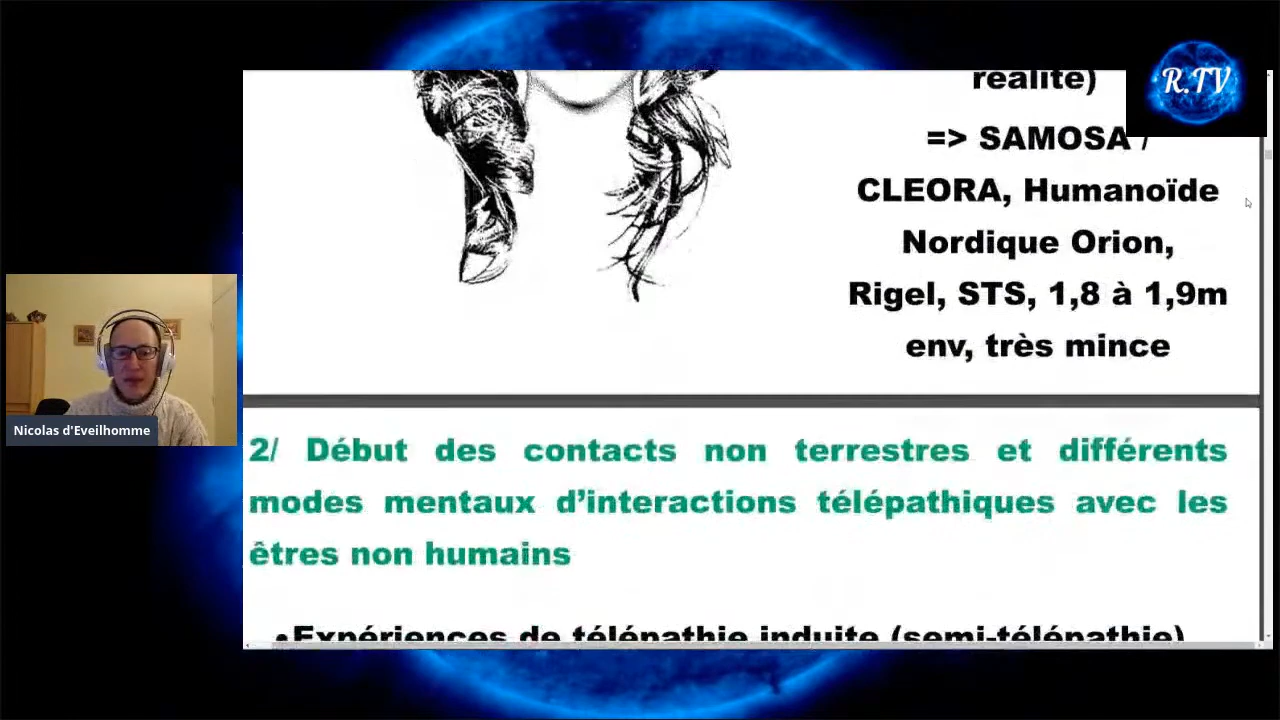 R.TV
réalité)
=> SAMOSA /
CLEORA, Humanoïde
Nordique Orion,
Rigel, STS, 1,8 à 1,9m
env, très mince
Nicolas d'Eveilhomme
2/ Début des contacts non terrestres et différents
modes mentaux d’interactions télépathiques avec les
êtres non humains
•Expériences de télépathie induite (semi-télépathie)